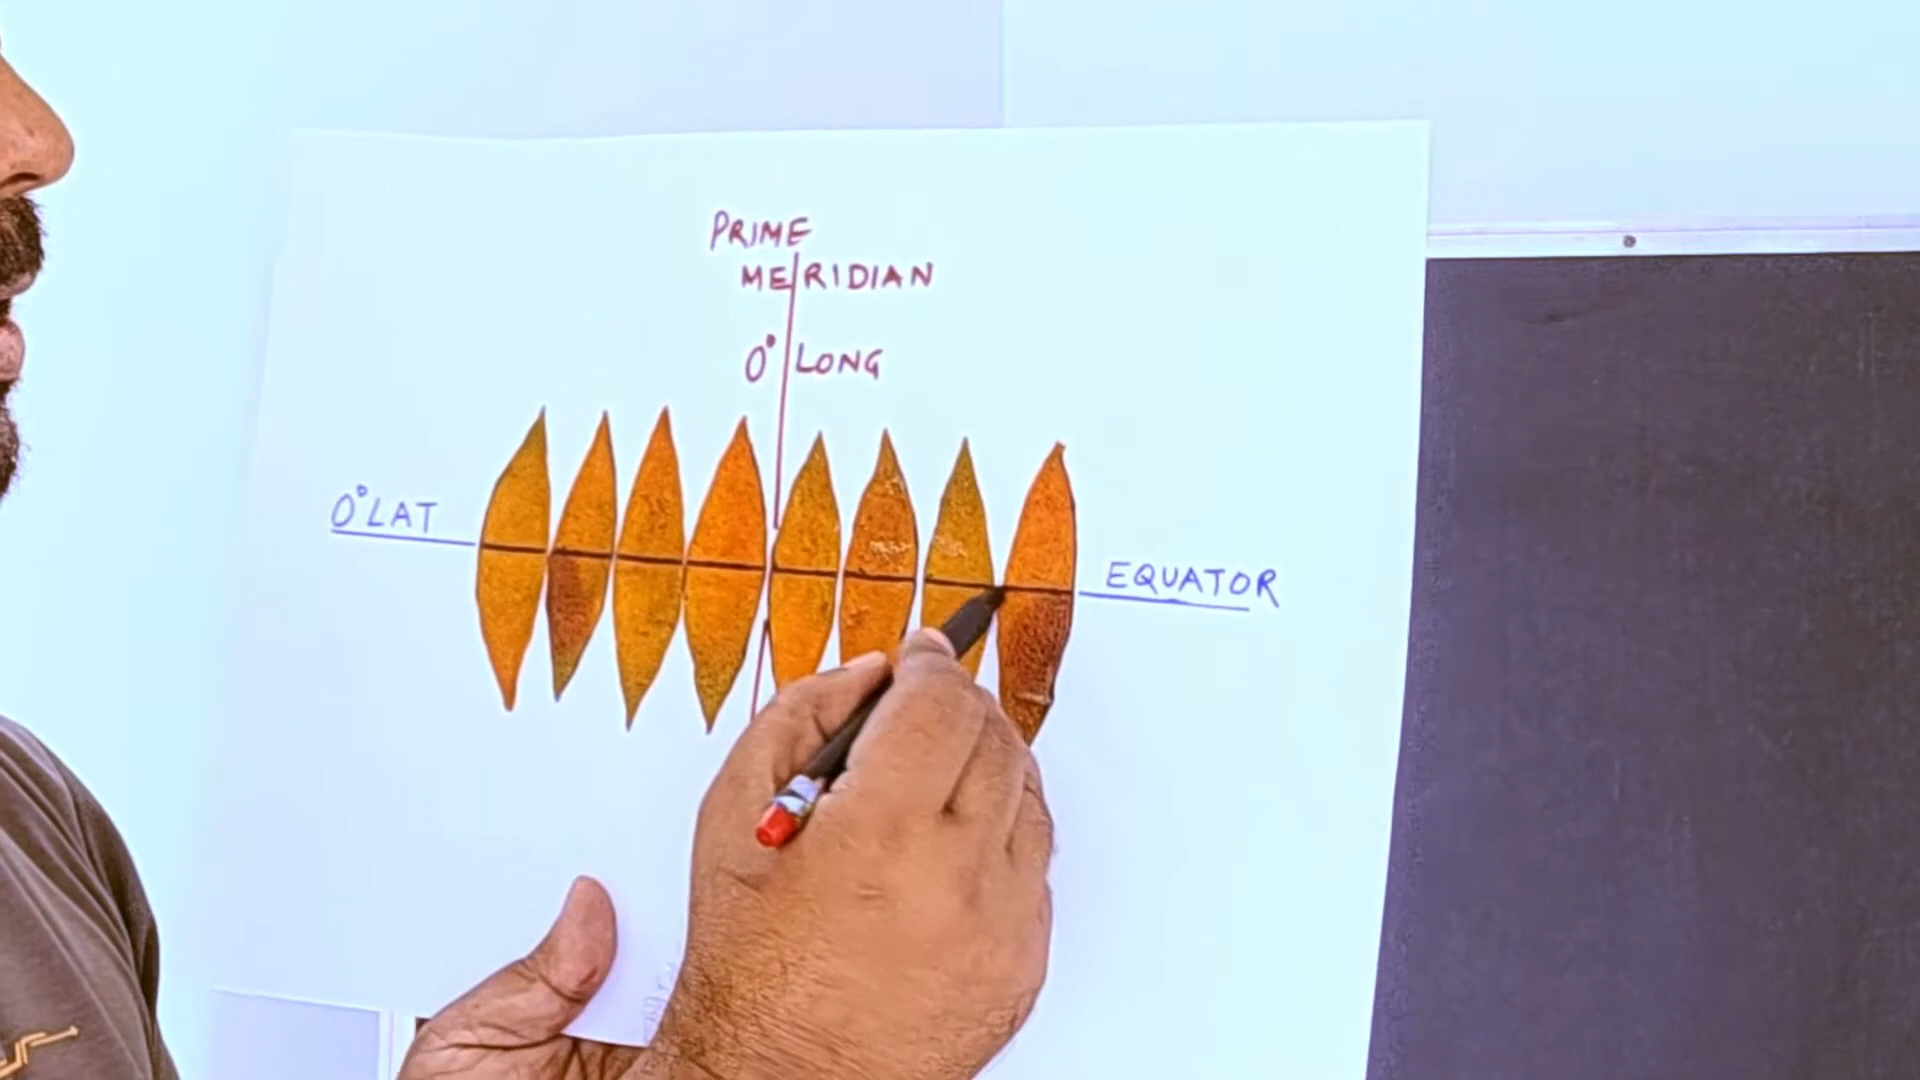 PRIME
MERIDIAN
0° LONG
0° LAT
EQUATOR